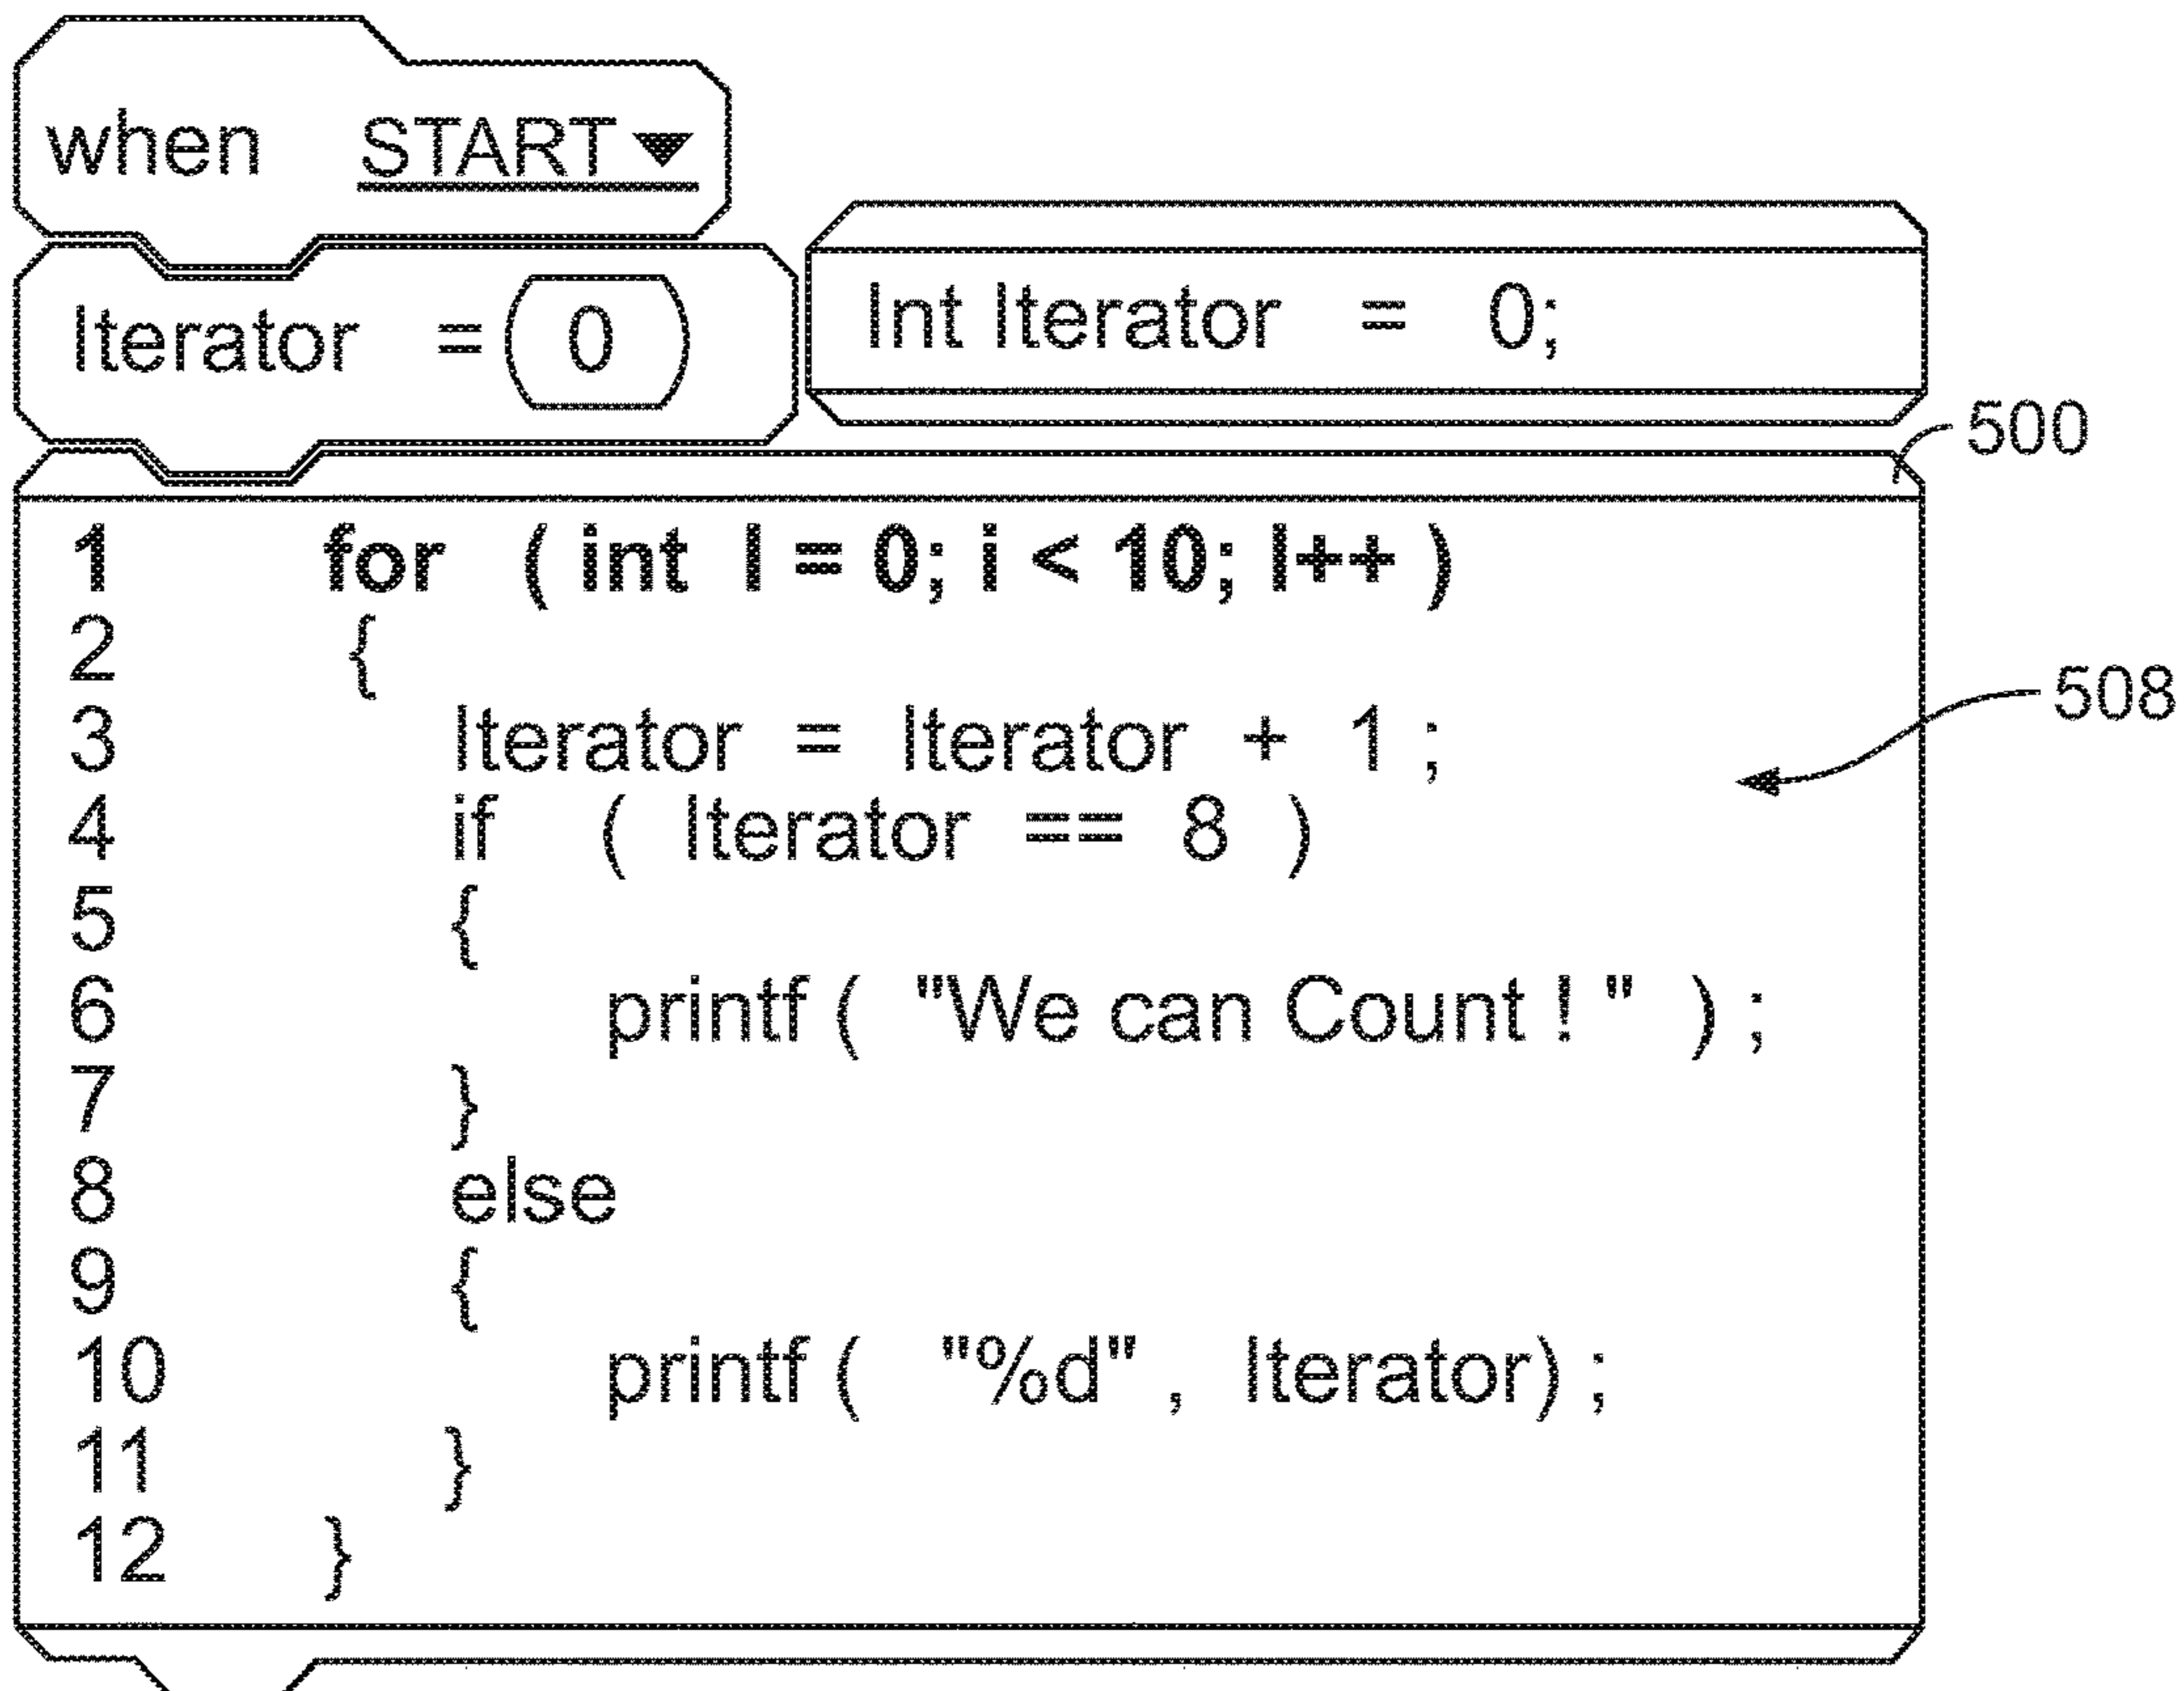 when START
Iterator = 0
Int Iterator = 0;
500
1 for ( int I = 0; i < 10; I++ )
2 {
508
3 Iterator = Iterator + 1 ;
4 if ( Iterator == 8 )
5 {
6 printf ( "We can Count ! " ) ;
7 }
8 else
9 {
10 printf ( "%d" , Iterator) ;
11 }
12 }